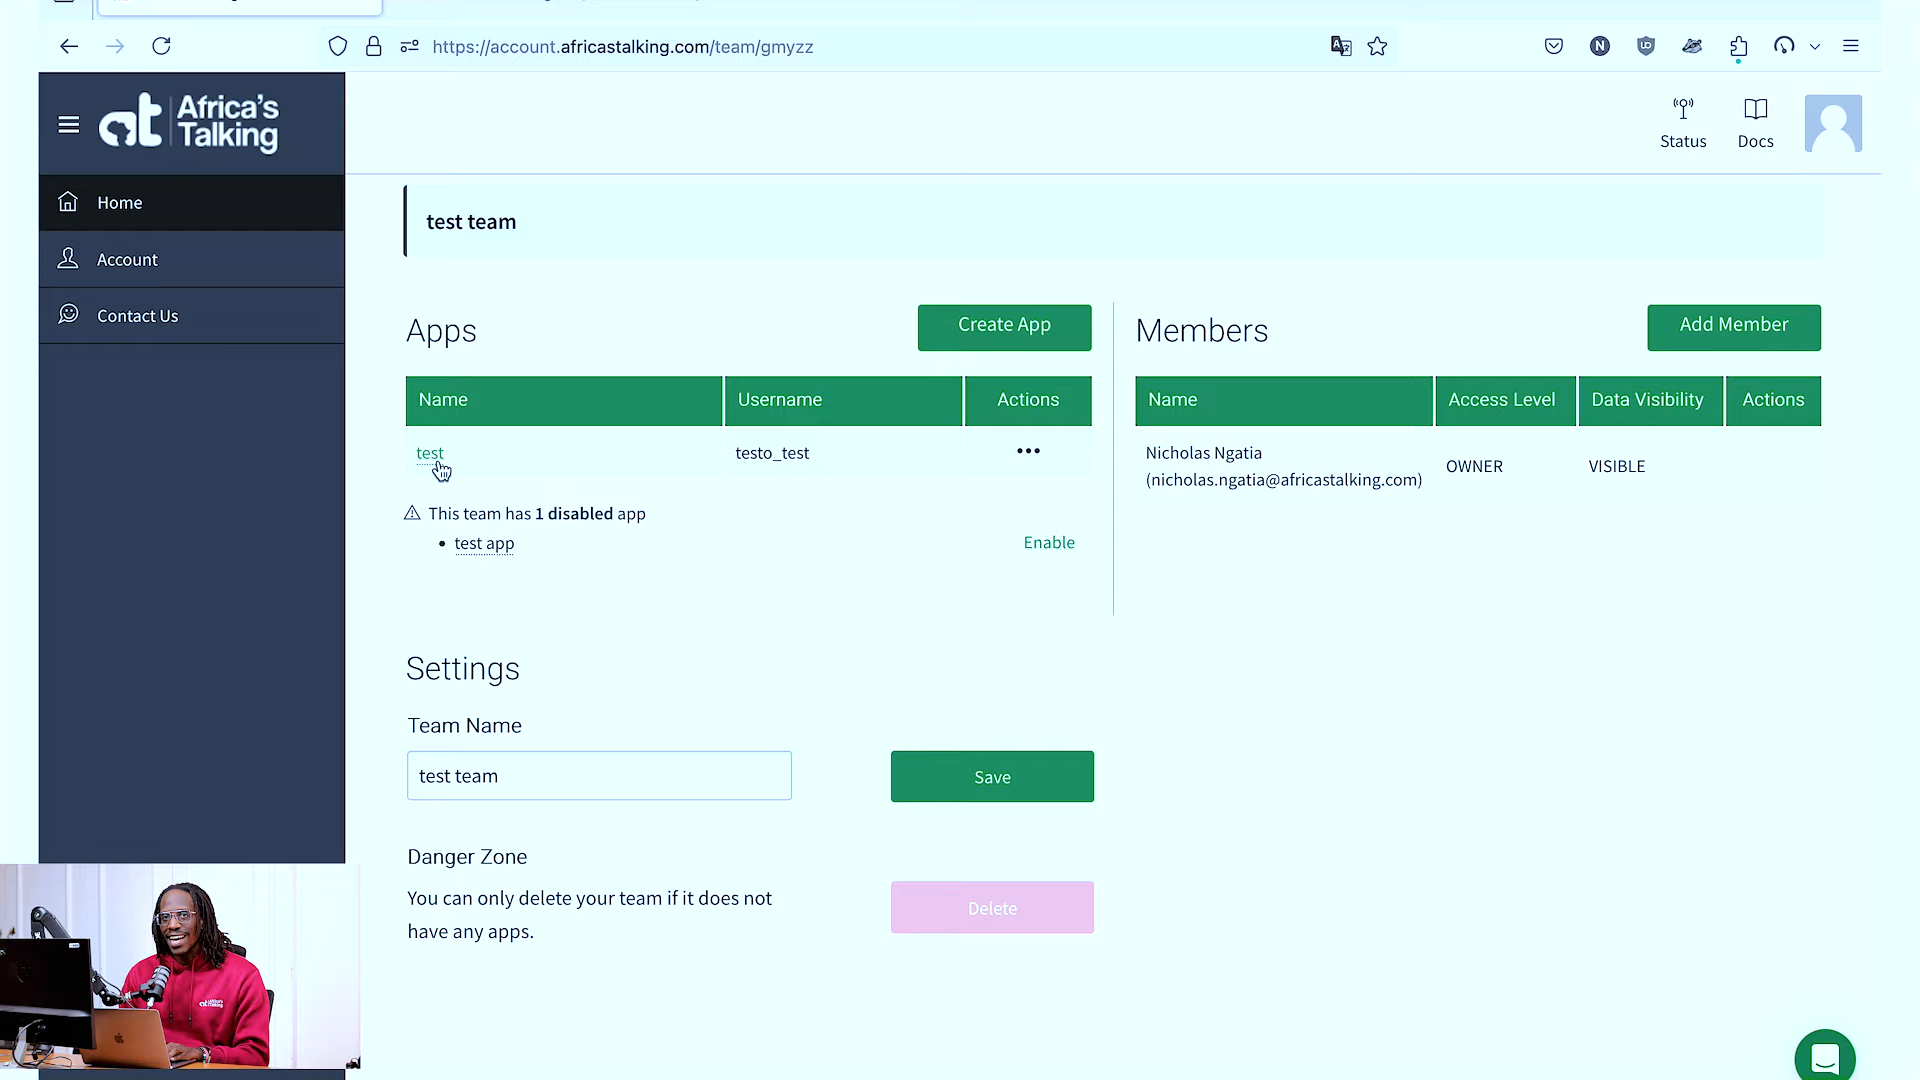 https://account.africastalking.com/team/gmyzz
at Africa's Talking
Status
Docs
Home
Account
Contact Us
test team
Apps
Create App
Name Username Actions
test testo_test •••
This team has 1 disabled app
• test app Enable
Members
Add Member
Name Access Level Data Visibility Actions
Nicholas Ngatia
(nicholas.ngatia@africastalking.com)
OWNER VISIBLE
Settings
Team Name
test team
Save
Danger Zone
You can only delete your team if it does not
have any apps.
Delete